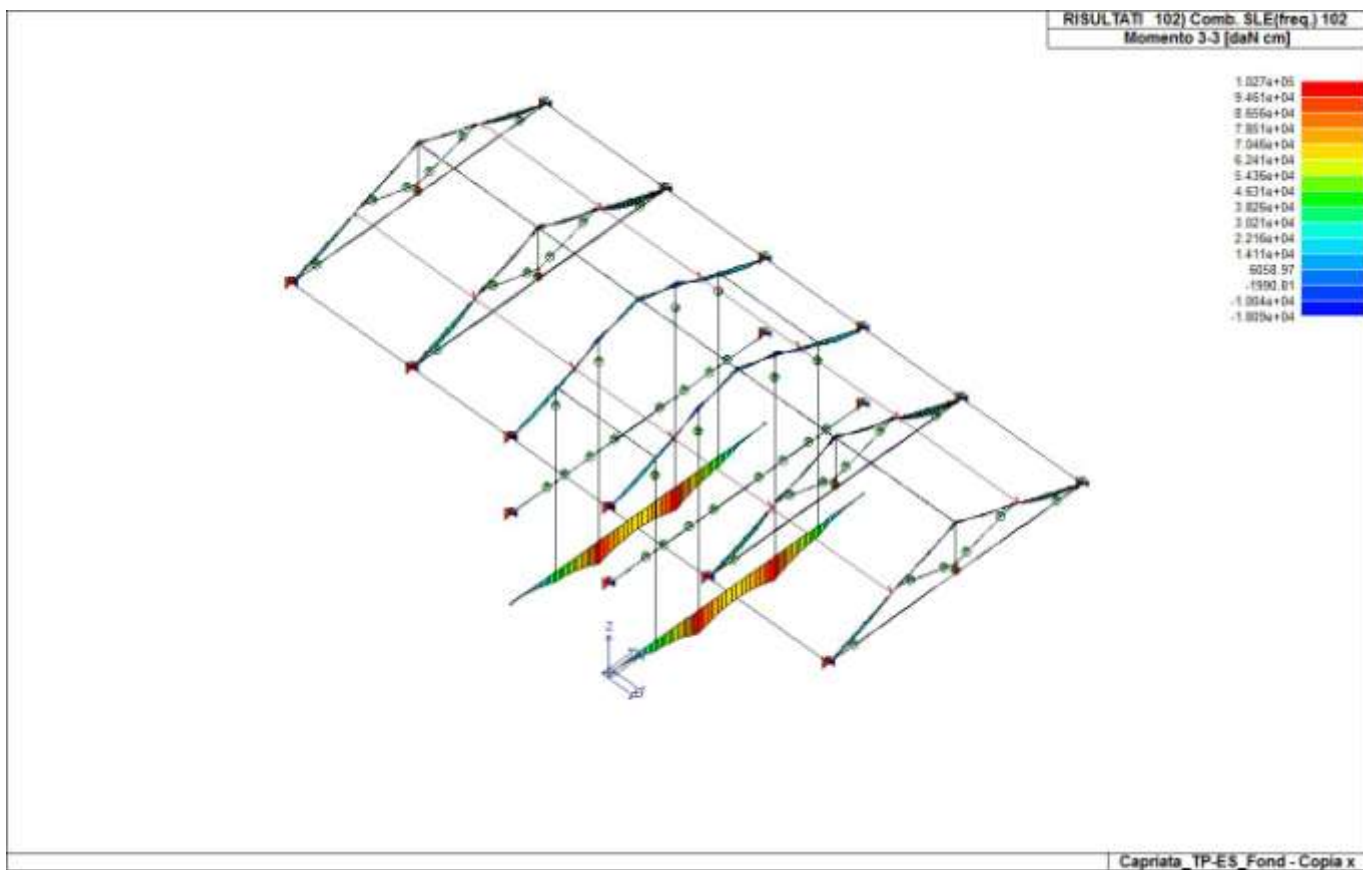 RISULTATI 102) Comb. SLE(freq.) 102
Momento 3-3 [daN cm]
1.027e+05
9.461e+04
8.656e+04
7.851e+04
7.046e+04
6.241e+04
5.436e+04
4.631e+04
3.826e+04
3.021e+04
2.216e+04
1.411e+04
6058.97
-1990.81
-1.004e+04
-1.809e+04
Z
Capriata_TP-ES_Fond - Copia x